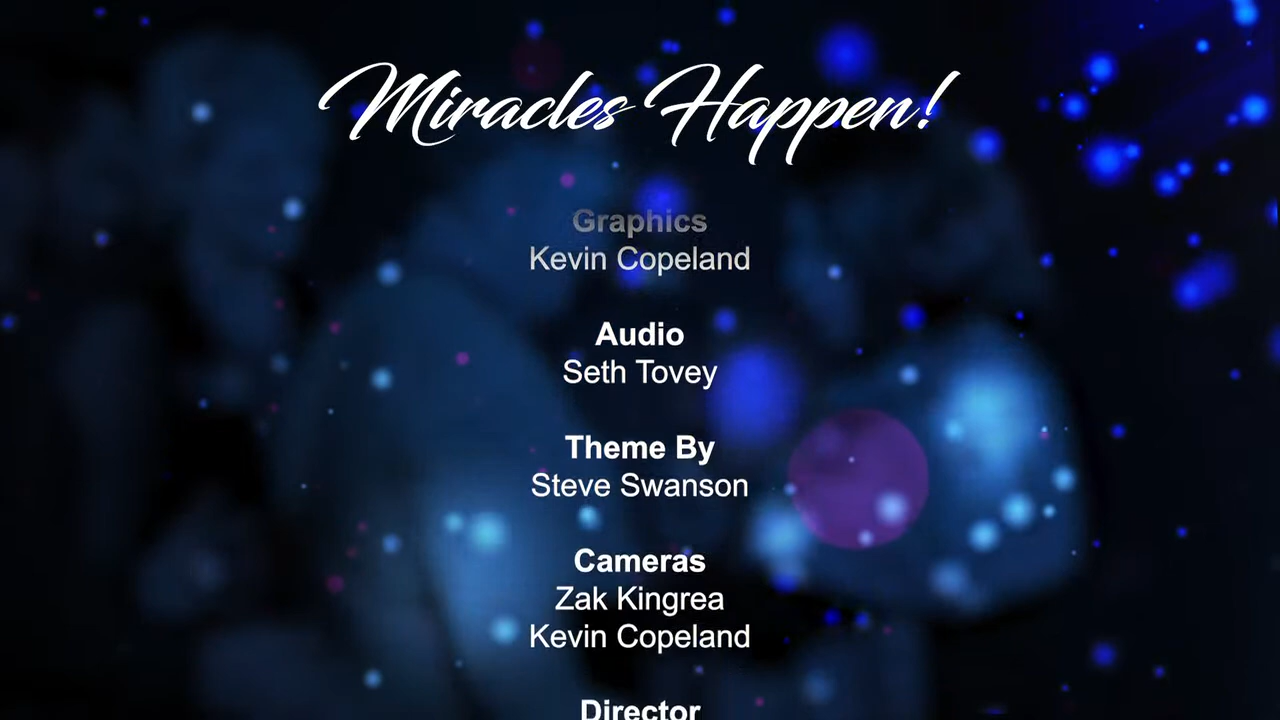 Miracles Happen!
Graphics
Kevin Copeland
Audio
Seth Tovey
Theme By
Steve Swanson
Cameras
Zak Kingrea
Kevin Copeland
Director